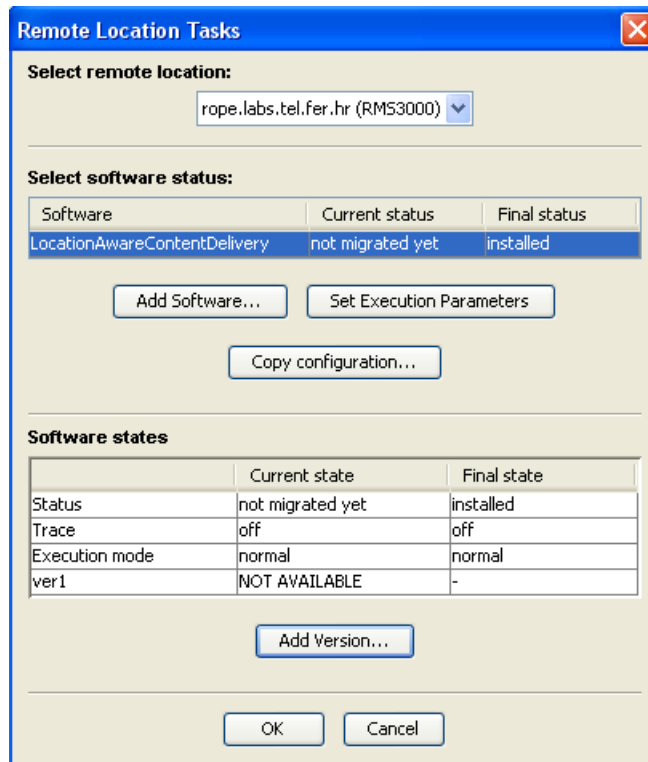 Remote Location Tasks
Select remote location:
rope.labs.tel.fer.hr (RMS3000)
Select software status:
Software Current status Final status
LocationAwareContentDelivery not migrated yet installed
Add Software... Set Execution Parameters
Copy configuration...
Software states
Current state Final state
Status not migrated yet installed
Trace off off
Execution mode normal normal
ver1 NOT AVAILABLE -
Add Version...
OK Cancel